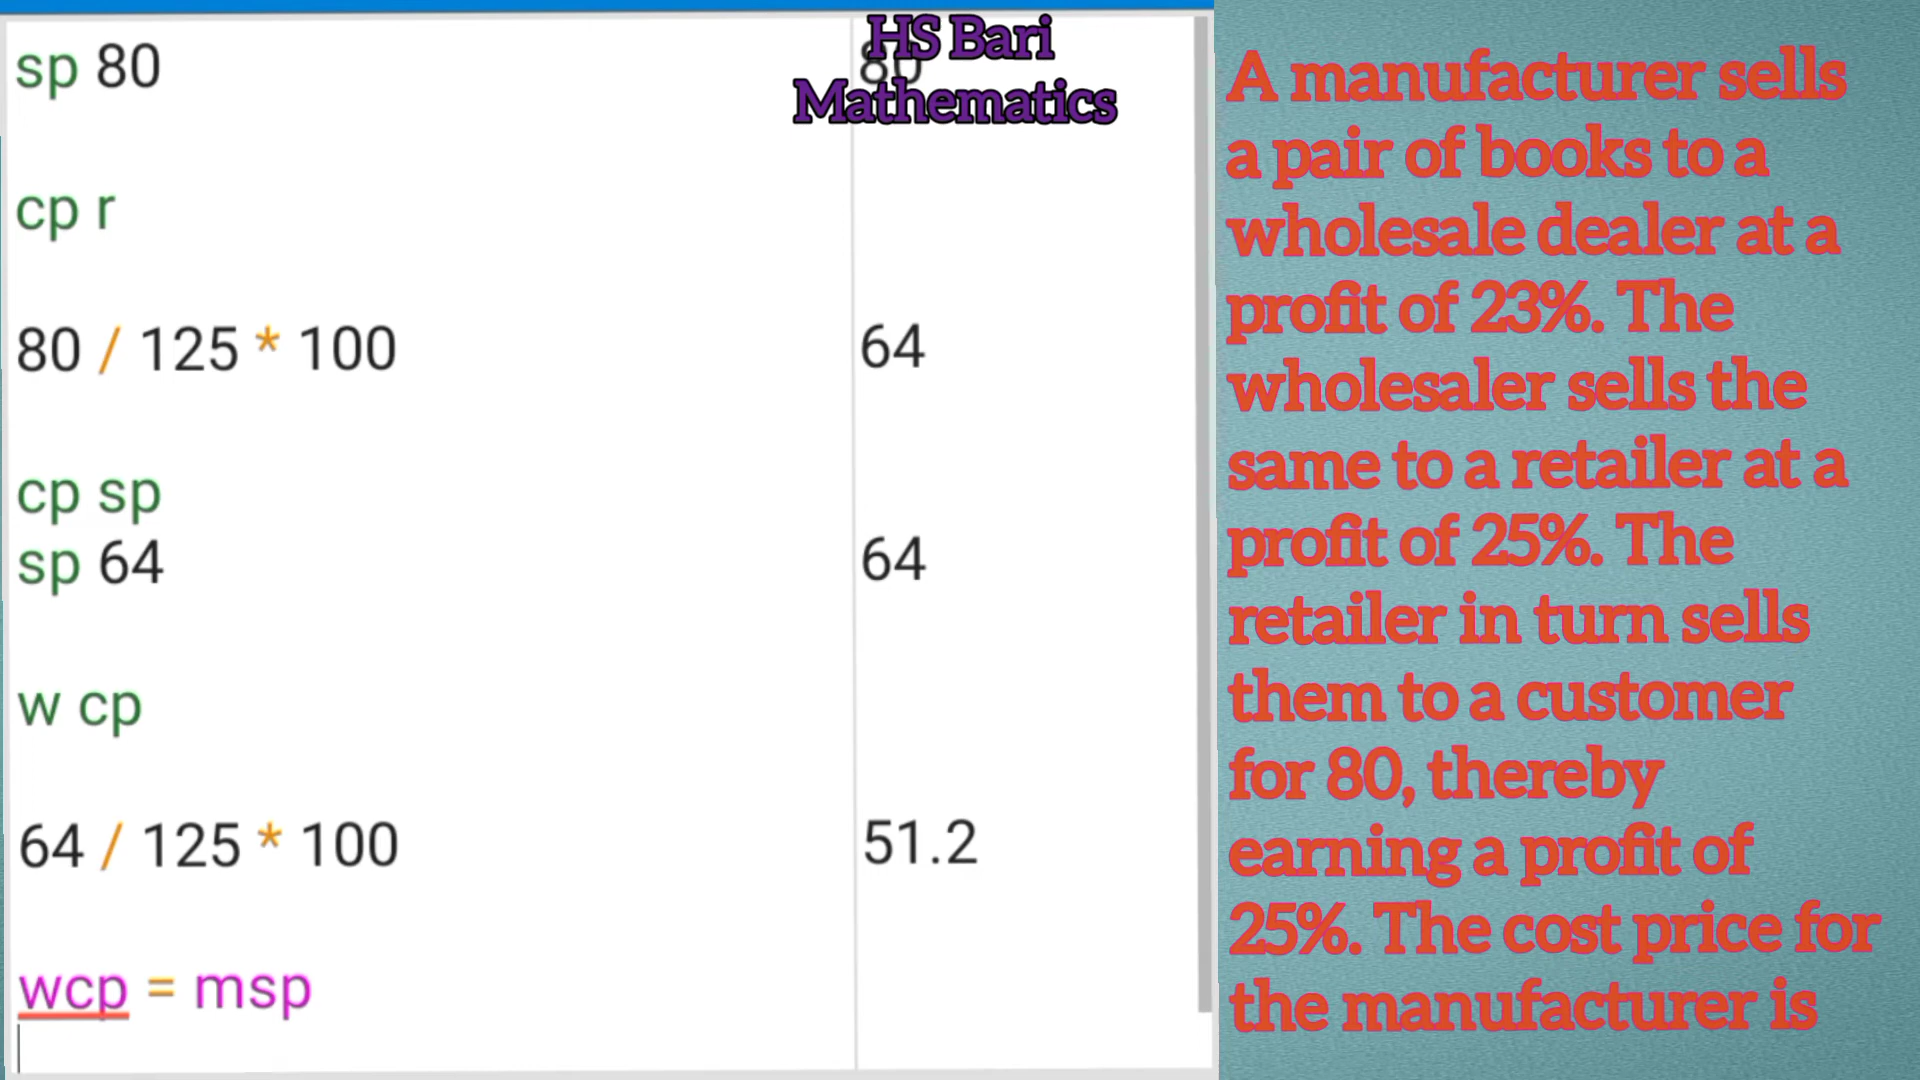 HS Bari
Mathematics
sp 80
80
cp r
80 / 125 * 100
64
cp sp
sp 64
64
w cp
64 / 125 * 100
51.2
wcp = msp
A manufacturer sells
a pair of books to a
wholesale dealer at a
profit of 23%. The
wholesaler sells the
same to a retailer at a
profit of 25%. The
retailer in turn sells
them to a customer
for 80, thereby
earning a profit of
25%. The cost price for
the manufacturer is